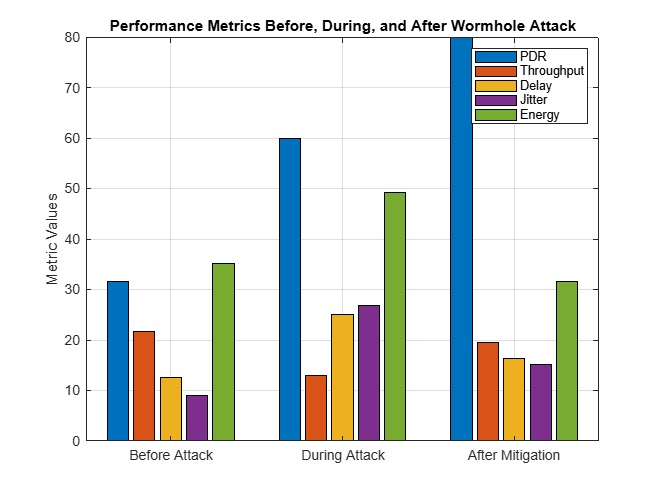 Performance Metrics Before, During, and After Wormhole Attack
80
70
60
50
40
30
20
10
0
Metric Values
PDR
Throughput
Delay
Jitter
Energy
Before Attack
During Attack
After Mitigation